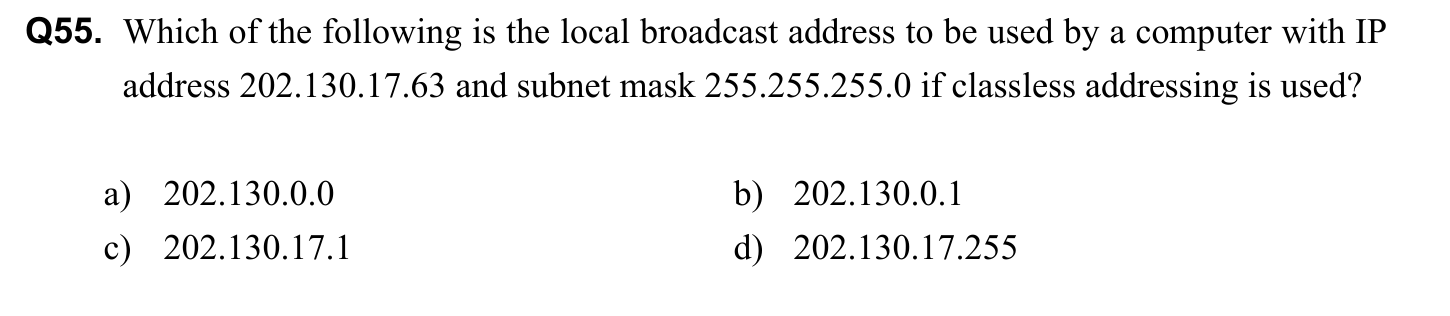 Q55. Which of the following is the local broadcast address to be used by a computer with IP
address 202.130.17.63 and subnet mask 255.255.255.0 if classless addressing is used?
a) 202.130.0.0 b) 202.130.0.1
c) 202.130.17.1 d) 202.130.17.255